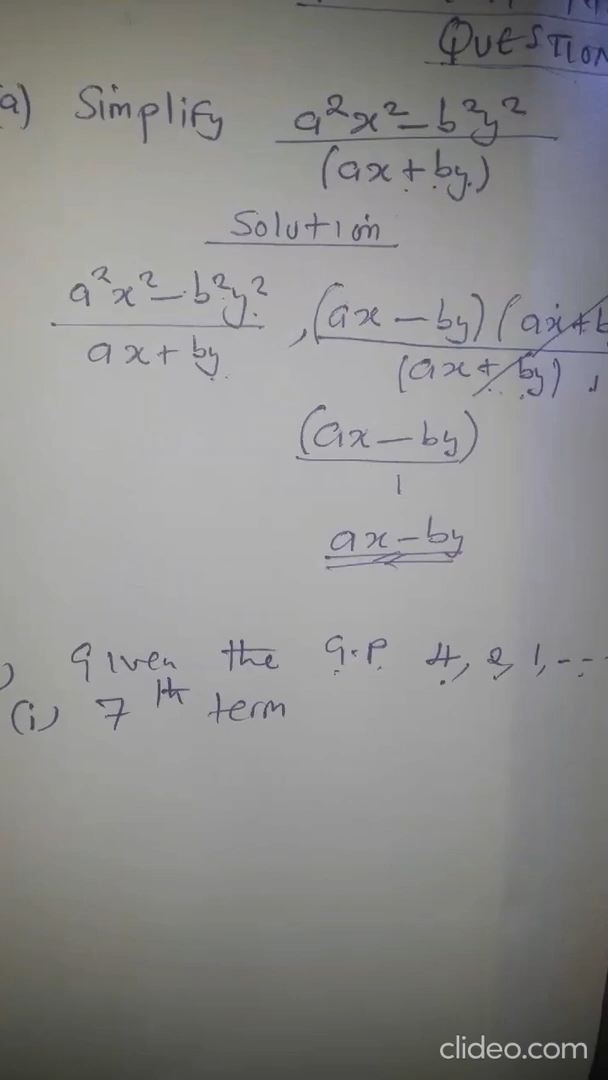 QUESTION
a) Simplify a²x² - b²y² / (ax + by)
Solution
a²x² - b²y² / ax + by , (ax - by) (ax + b / (ax + by)
(ax - by) / 1
ax - by
) Given the G.P 4, 2, 1, ---
(i) 7th term
clideo.com